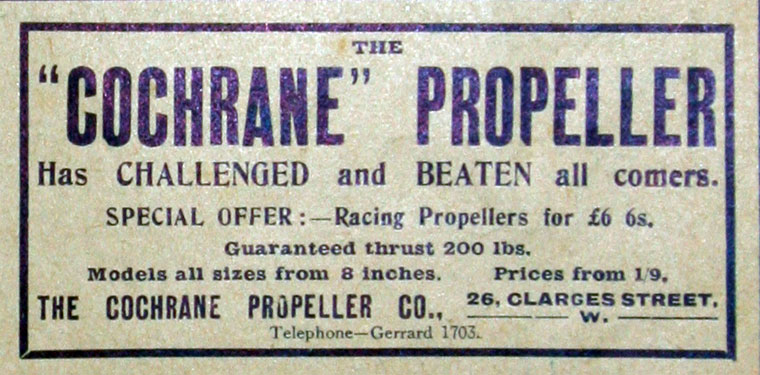 THE
"COCHRANE" PROPELLER
Has CHALLENGED and BEATEN all comers.
SPECIAL OFFER:—Racing Propellers for £6 6s.
Guaranteed thrust 200 lbs.
Models all sizes from 8 inches. Prices from 1/9.
THE COCHRANE PROPELLER CO., 26, CLARGES STREET, W.
Telephone—Gerrard 1703.